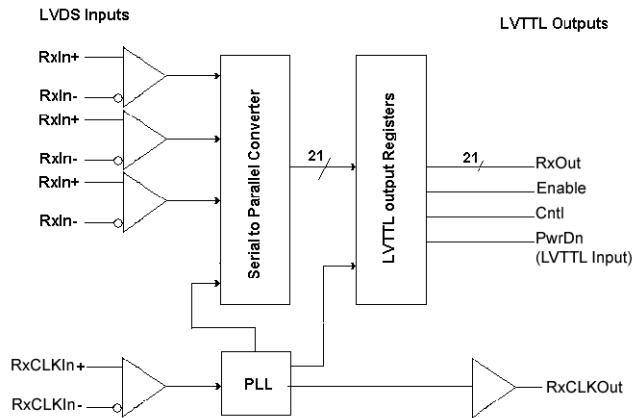 LVDS Inputs
LVTTL Outputs
RxIn+
RxIn-
RxIn+
RxIn-
RxIn+
RxIn-
Serial to Parallel Converter
21
LVTTL output Registers
21
RxOut
Enable
Cntl
PwrDn
(LVTTL Input)
RxCLKIn+
RxCLKIn-
PLL
RxCLKOut